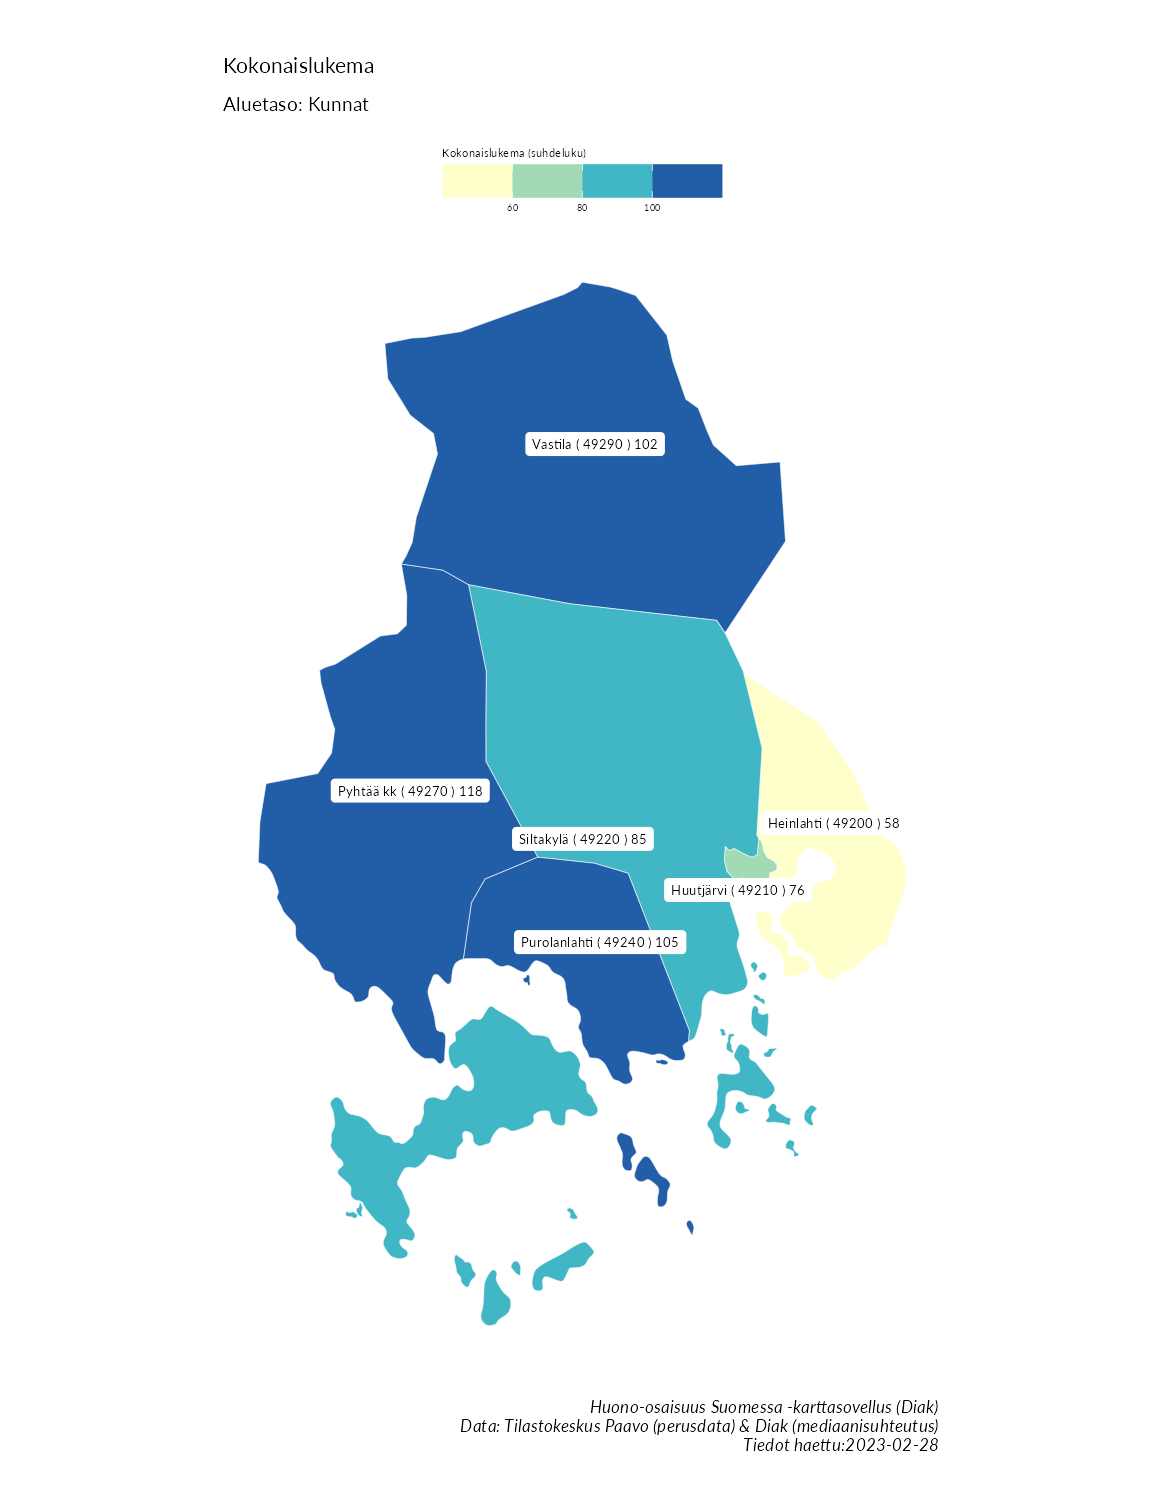 Kokonaislukema
Aluetaso: Kunnat
Kokonaislukema (suhdeluku)
60 80 100
Vastila ( 49290 ) 102
Pyhtää kk ( 49270 ) 118
Heinlahti ( 49200 ) 58
Siltakylä ( 49220 ) 85
Huutjärvi ( 49210 ) 76
Purolanlahti ( 49240 ) 105
Huono-osaisuus Suomessa -karttasovellus (Diak)
Data: Tilastokeskus Paavo (perusdata) & Diak (mediaanisuhteutus)
Tiedot haettu:2023-02-28